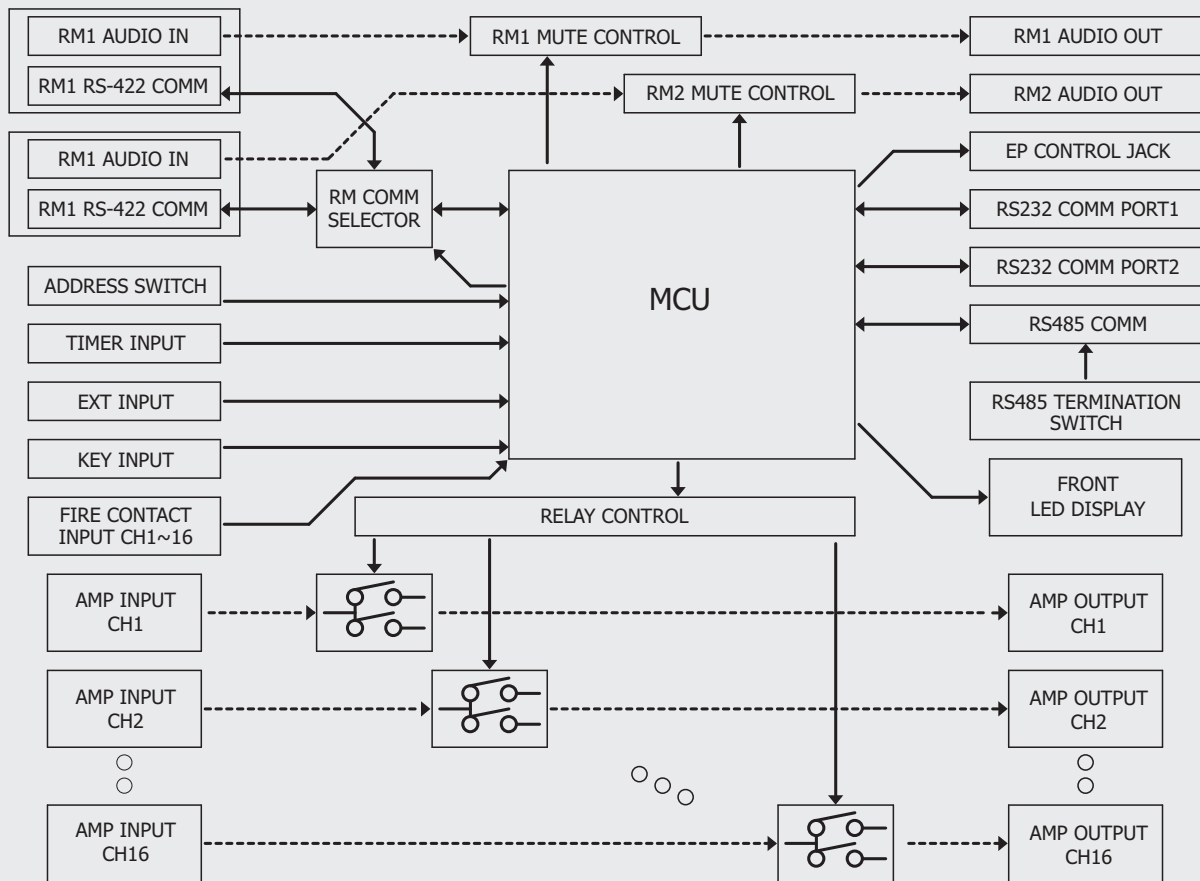 RM1 AUDIO IN
RM1 MUTE CONTROL
RM1 AUDIO OUT
RM1 RS-422 COMM
RM2 MUTE CONTROL
RM2 AUDIO OUT
RM1 AUDIO IN
EP CONTROL JACK
RM1 RS-422 COMM
RM COMM
SELECTOR
RS232 COMM PORT1
RS232 COMM PORT2
ADDRESS SWITCH
MCU
TIMER INPUT
RS485 COMM
EXT INPUT
RS485 TERMINATION
SWITCH
KEY INPUT
FIRE CONTACT
INPUT CH1~16
RELAY CONTROL
FRONT
LED DISPLAY
AMP INPUT
CH1
AMP OUTPUT
CH1
AMP INPUT
CH2
AMP OUTPUT
CH2
AMP INPUT
CH16
AMP OUTPUT
CH16